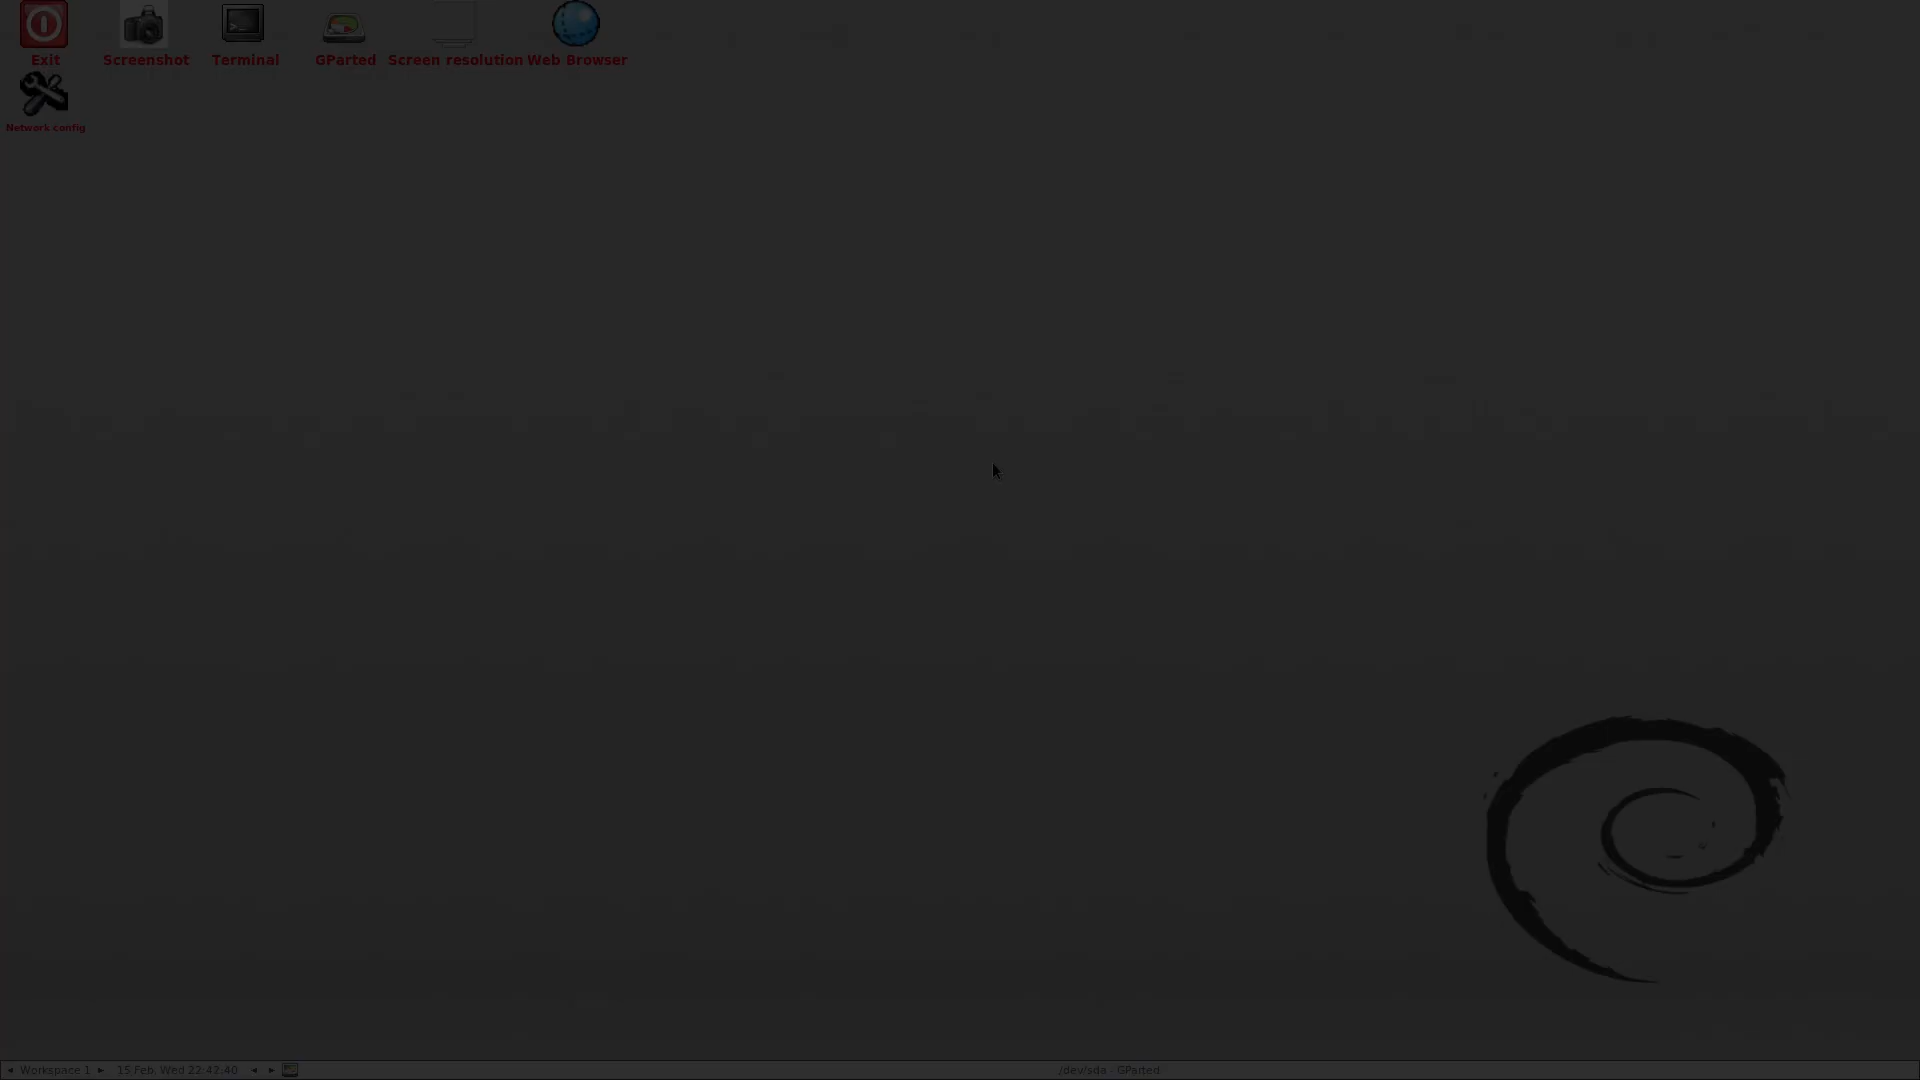 Exit Screenshot Terminal GParted Screen resolution Web Browser
Network config
Workspace 1 15 Feb, Wed 22:42:40 /dev/sda - GParted